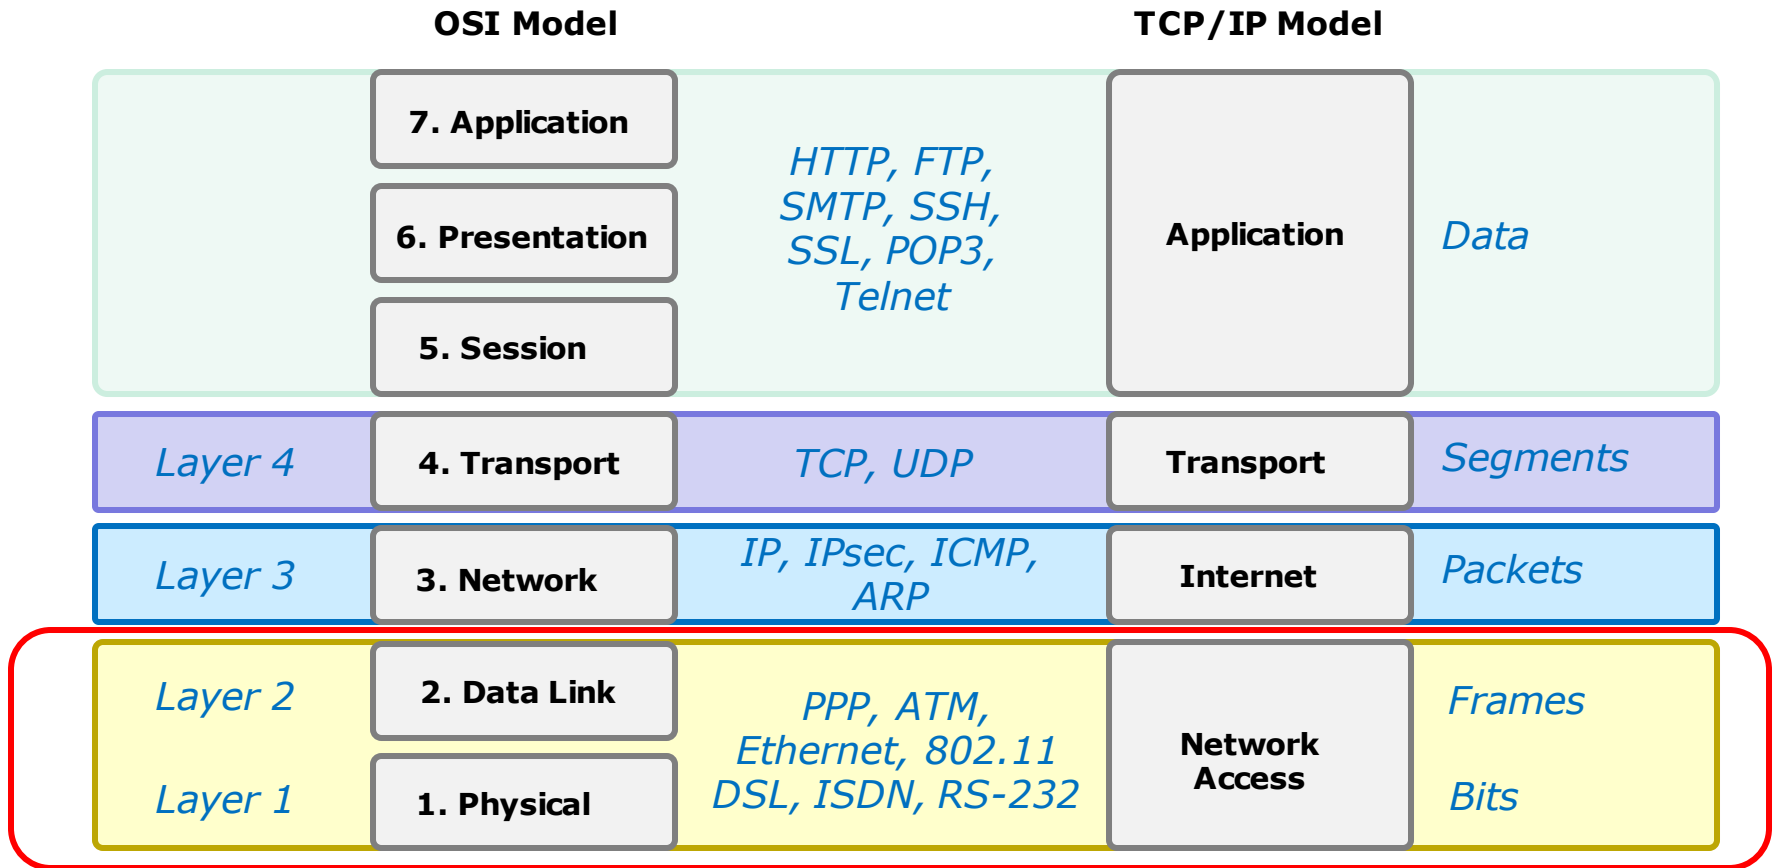 OSI Model
TCP/IP Model
7. Application
6. Presentation
5. Session
HTTP, FTP,
SMTP, SSH,
SSL, POP3,
Telnet
Application
Data
Layer 4
4. Transport
TCP, UDP
Transport
Segments
Layer 3
3. Network
IP, IPsec, ICMP,
ARP
Internet
Packets
Layer 2
2. Data Link
Layer 1
1. Physical
PPP, ATM,
Ethernet, 802.11
DSL, ISDN, RS-232
Network
Access
Frames
Bits